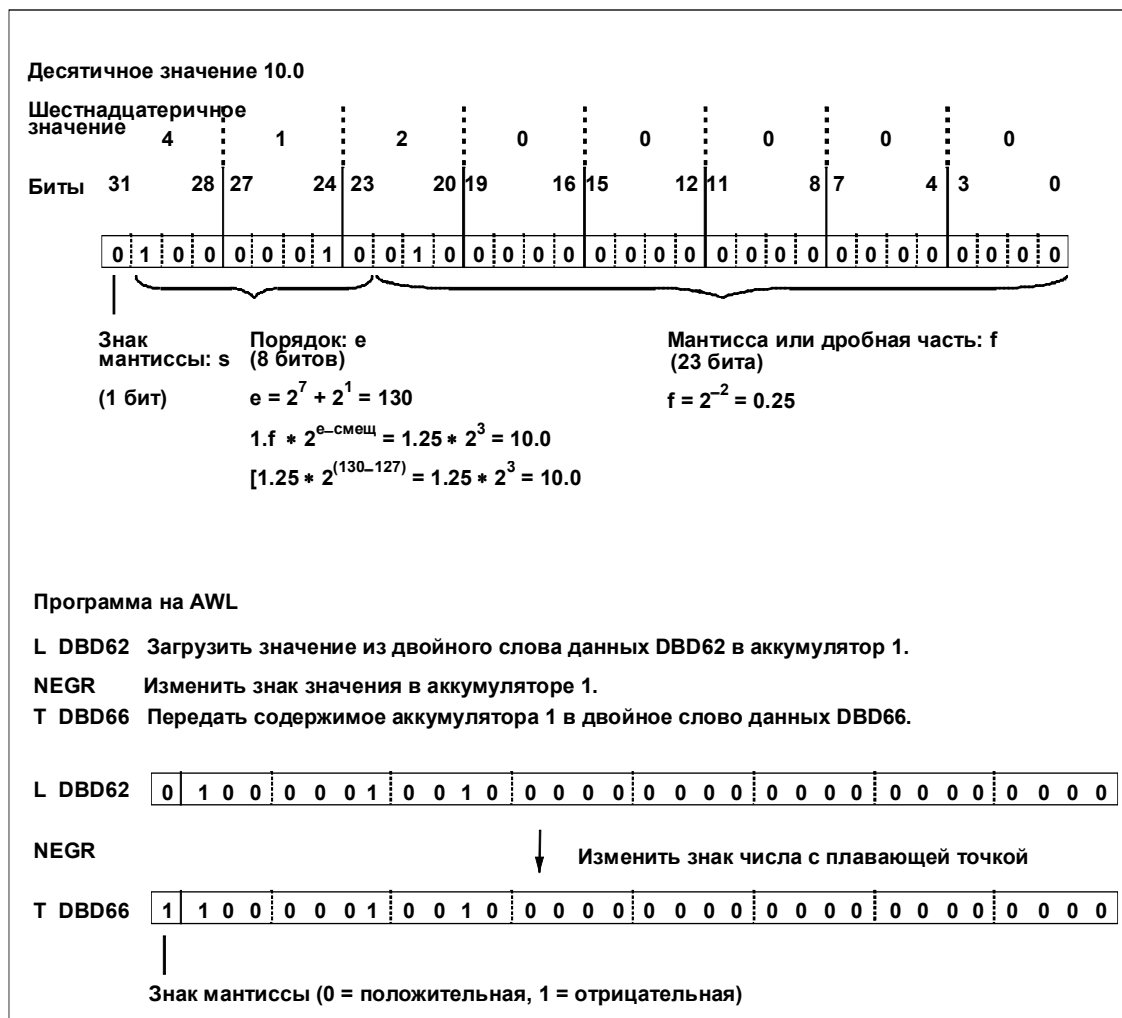 Десятичное значение 10.0
Шестнадцатеричное
значение
4 1 2 0 0 0 0 0
Биты 31 28 27 24 23 20 19 16 15 12 11 8 7 4 3 0
0 1 0 0 0 0 0 1 0 0 1 0 0 0 0 0 0 0 0 0 0 0 0 0 0 0 0 0 0 0 0 0
Знак Порядок: e Мантисса или дробная часть: f
мантиссы: s (8 битов) (23 бита)
(1 бит) e = 2^7 + 2^1 = 130 f = 2^–2 = 0.25
1.f * 2^e–смещ = 1.25 * 2^3 = 10.0
[1.25 * 2^(130–127) = 1.25 * 2^3 = 10.0
Программа на AWL
L DBD62 Загрузить значение из двойного слова данных DBD62 в аккумулятор 1.
NEGR Изменить знак значения в аккумуляторе 1.
T DBD66 Передать содержимое аккумулятора 1 в двойное слово данных DBD66.
L DBD62 0 1 0 0 0 0 0 1 0 0 1 0 0 0 0 0 0 0 0 0 0 0 0 0 0 0 0 0 0 0 0 0
NEGR Изменить знак числа с плавающей точкой
T DBD66 1 1 0 0 0 0 0 1 0 0 1 0 0 0 0 0 0 0 0 0 0 0 0 0 0 0 0 0 0 0 0 0
Знак мантиссы (0 = положительная, 1 = отрицательная)